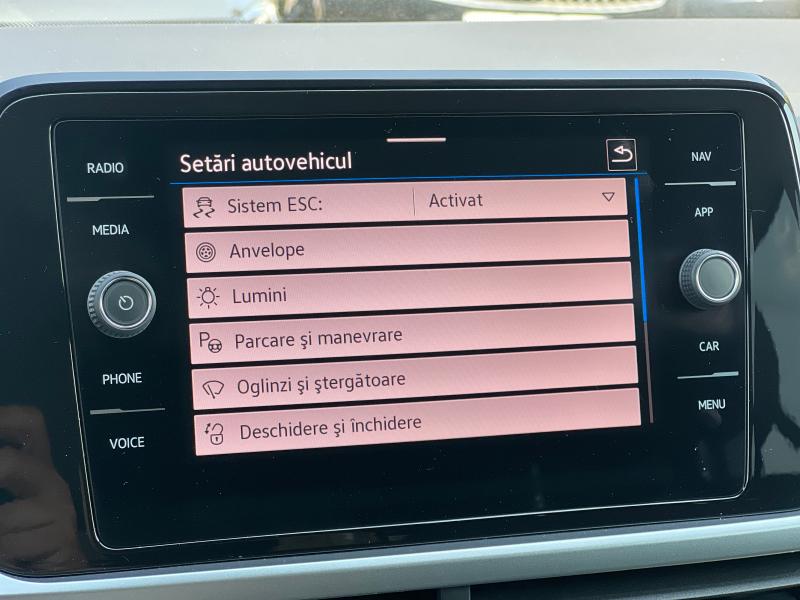 Setări autovehicul
RADIO
MEDIA
PHONE
VOICE
NAV
APP
CAR
MENU
Sistem ESC: Activat
Anvelope
Lumini
Parcare şi manevrare
Oglinzi şi ştergătoare
Deschidere şi închidere